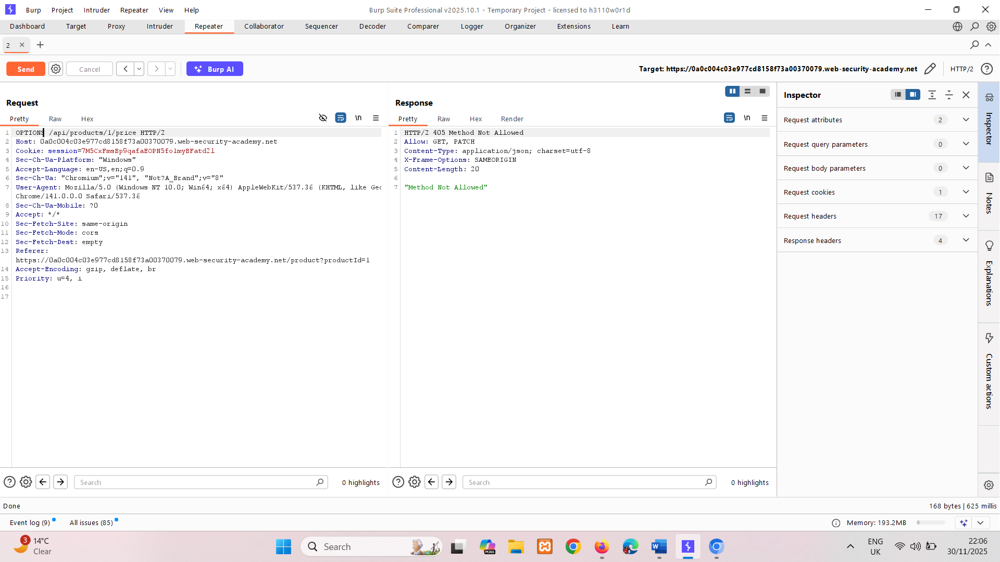 Burp Project Intruder Repeater View Help
Burp Suite Professional v2025.10.1 - Temporary Project - licensed to h3110w0r1d
Dashboard Target Proxy Intruder Repeater Collaborator Sequencer Decoder Comparer Logger Organizer Extensions Learn
2
Send Cancel Burp AI
Target: https://0a0c004c03e977cd8158f73a00370079.web-security-academy.net HTTP/2
Request
Pretty Raw Hex \n
1 OPTIONS /api/products/1/price HTTP/2
2 Host: 0a0c004c03e977cd8158f73a00370079.web-security-academy.net
3 Cookie: session=7M5CxFmsBp9qafaEOPN5fo1myBFatd2l
4 Sec-Ch-Ua-Platform: "Windows"
5 Accept-Language: en-US,en;q=0.9
6 Sec-Ch-Ua: "Chromium";v="141", "Not?A_Brand";v="8"
7 User-Agent: Mozilla/5.0 (Windows NT 10.0; Win64; x64) AppleWebKit/537.36 (KHTML, like Gec
Chrome/141.0.0.0 Safari/537.36
8 Sec-Ch-Ua-Mobile: ?0
9 Accept: */*
10 Sec-Fetch-Site: same-origin
11 Sec-Fetch-Mode: cors
12 Sec-Fetch-Dest: empty
13 Referer:
https://0a0c004c03e977cd8158f73a00370079.web-security-academy.net/product?productId=1
14 Accept-Encoding: gzip, deflate, br
15 Priority: u=4, i
16
17
Search
0 highlights
Response
Pretty Raw Hex Render \n
1 HTTP/2 405 Method Not Allowed
2 Allow: GET, PATCH
3 Content-Type: application/json; charset=utf-8
4 X-Frame-Options: SAMEORIGIN
5 Content-Length: 20
6
7 "Method Not Allowed"
Search
0 highlights
Inspector
Request attributes 2
Request query parameters 0
Request body parameters 0
Request cookies 1
Request headers 17
Response headers 4
Inspector
Notes
Explanations
Custom actions
Done
168 bytes | 625 millis
Event log (9) All issues (85)
Memory: 193.2MB
3
14°C
Clear
Search
M365
ENG
UK
22:06
30/11/2025